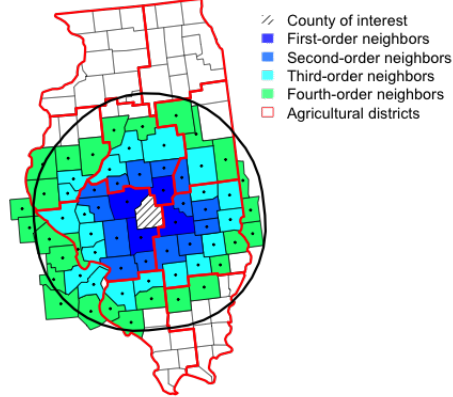 County of interest
First-order neighbors
Second-order neighbors
Third-order neighbors
Fourth-order neighbors
Agricultural districts